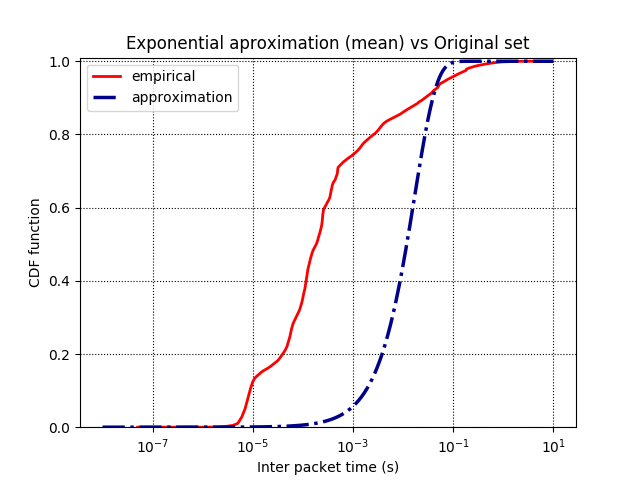 Exponential aproximation (mean) vs Original set
empirical
approximation
CDF function
1.0
0.8
0.6
0.4
0.2
0.0
10⁻⁷
10⁻⁵
10⁻³
10⁻¹
10¹
Inter packet time (s)